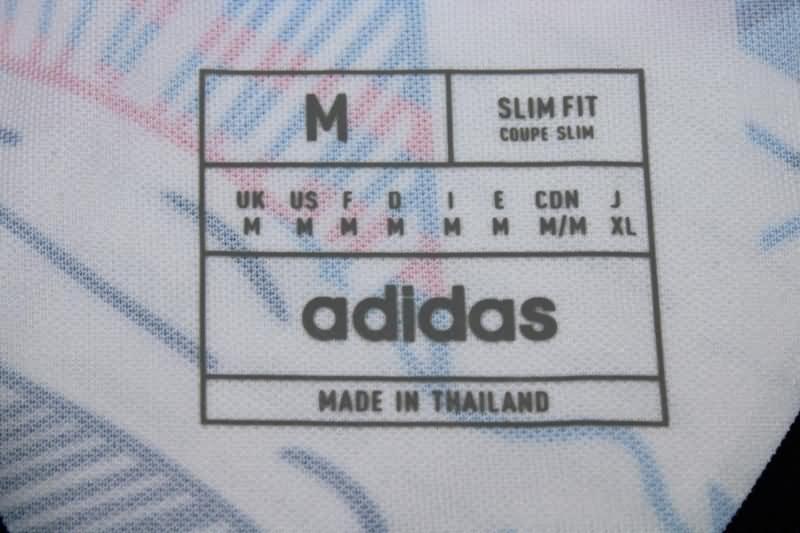 M
SLIM FIT
COUPE SLIM
UK US F D I E CDN J
M M M M M M M/M XL
adidas
MADE IN THAILAND